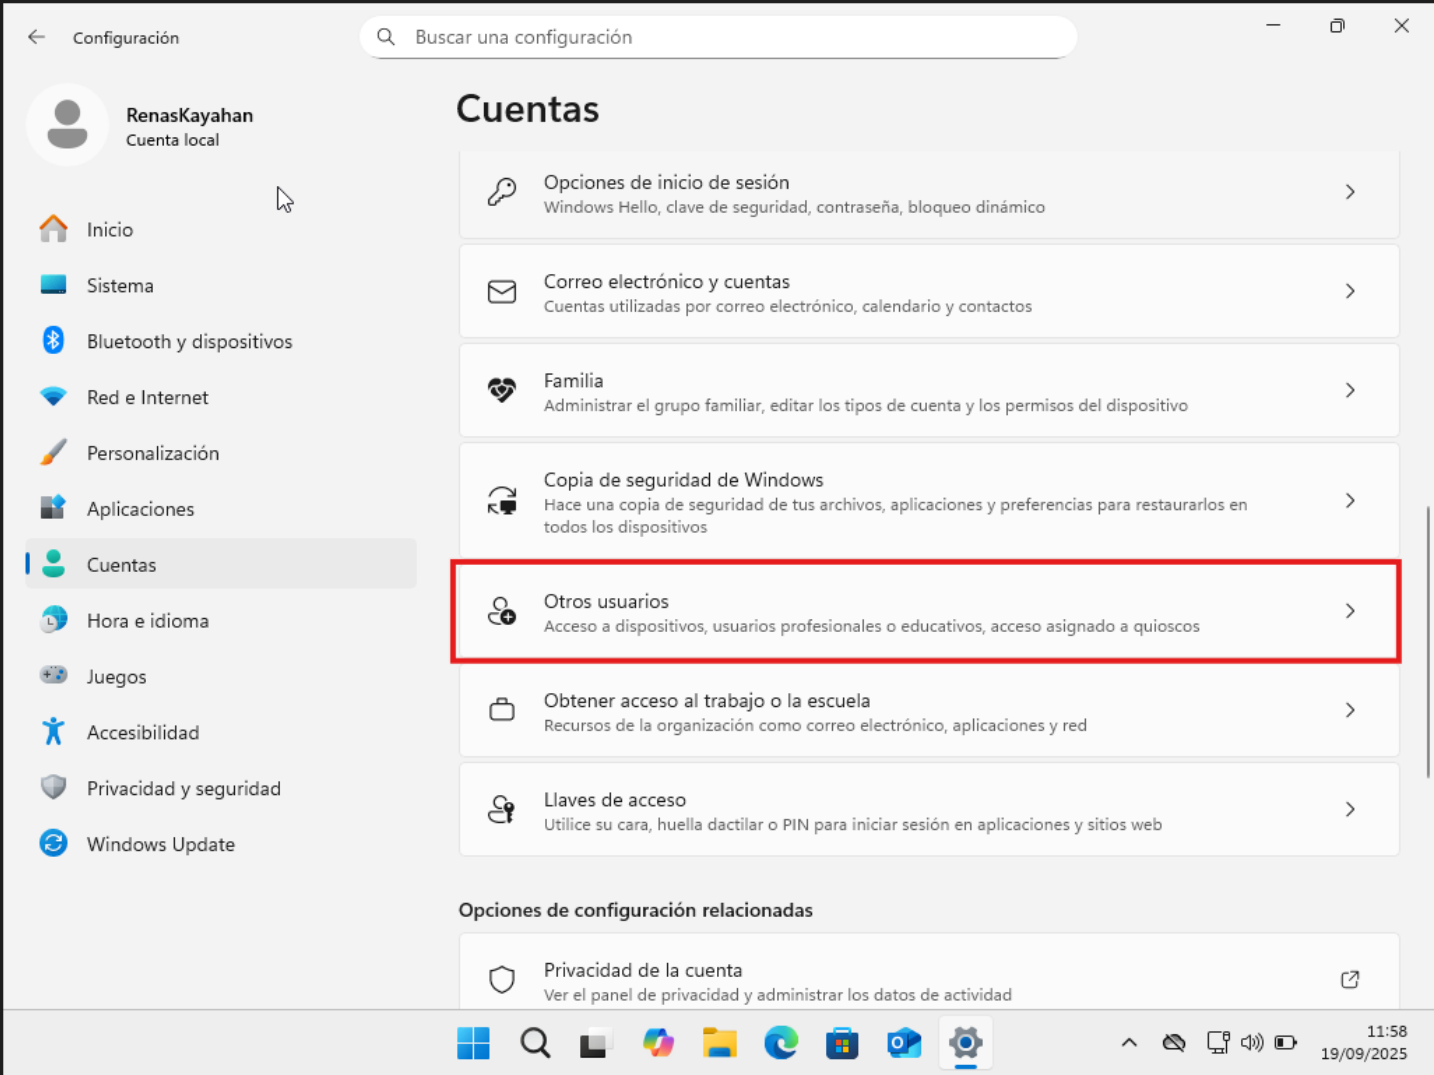 Configuración
Buscar una configuración
RenasKayahan
Cuenta local
Inicio
Sistema
Bluetooth y dispositivos
Red e Internet
Personalización
Aplicaciones
Cuentas
Hora e idioma
Juegos
Accesibilidad
Privacidad y seguridad
Windows Update
Cuentas
Opciones de inicio de sesión
Windows Hello, clave de seguridad, contraseña, bloqueo dinámico
Correo electrónico y cuentas
Cuentas utilizadas por correo electrónico, calendario y contactos
Familia
Administrar el grupo familiar, editar los tipos de cuenta y los permisos del dispositivo
Copia de seguridad de Windows
Hace una copia de seguridad de tus archivos, aplicaciones y preferencias para restaurarlos en
todos los dispositivos
Otros usuarios
Acceso a dispositivos, usuarios profesionales o educativos, acceso asignado a quioscos
Obtener acceso al trabajo o la escuela
Recursos de la organización como correo electrónico, aplicaciones y red
Llaves de acceso
Utilice su cara, huella dactilar o PIN para iniciar sesión en aplicaciones y sitios web
Opciones de configuración relacionadas
Privacidad de la cuenta
Ver el panel de privacidad y administrar los datos de actividad
11:58
19/09/2025